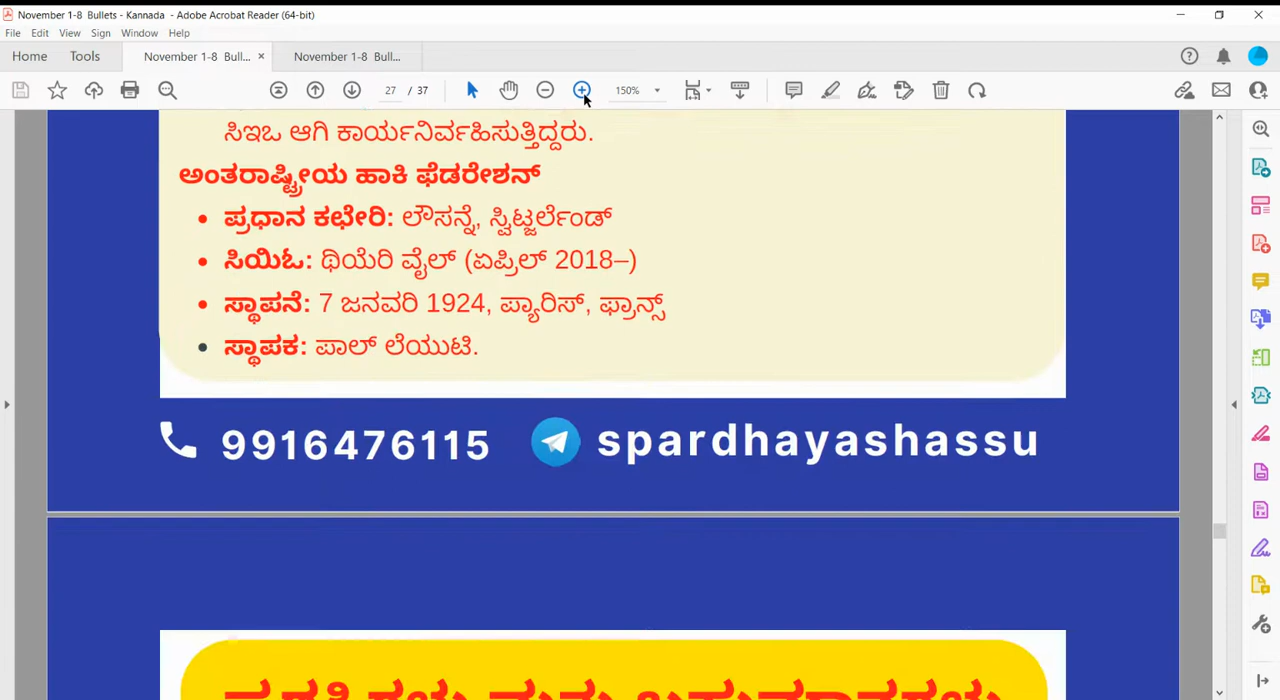 November 1-8  Bullets - Kannada  - Adobe Acrobat Reader (64-bit)
File Edit View Sign Window Help
Home Tools November 1-8  Bull... × November 1-8  Bull...
27 / 37 150%
ಸಿಇಒ ಆಗಿ ಕಾರ್ಯನಿರ್ವಹಿಸುತ್ತಿದ್ದರು.
ಅಂತರಾಷ್ಟ್ರೀಯ ಹಾಕಿ ಫೆಡರೇಶನ್
• ಪ್ರಧಾನ ಕಛೇರಿ: ಲೌಸನ್ನೆ, ಸ್ವಿಟ್ಜರ್ಲೆಂಡ್
• ಸಿಯಿಓ: ಥಿಯೆರಿ ವೈಲ್ (ಏಪ್ರಿಲ್ 2018–)
• ಸ್ಥಾಪನೆ: 7 ಜನವರಿ 1924, ಪ್ಯಾರಿಸ್, ಫ್ರಾನ್ಸ್
• ಸ್ಥಾಪಕ: ಪಾಲ್ ಲೆಯುಟಿ.
9916476115 spardhayashassu